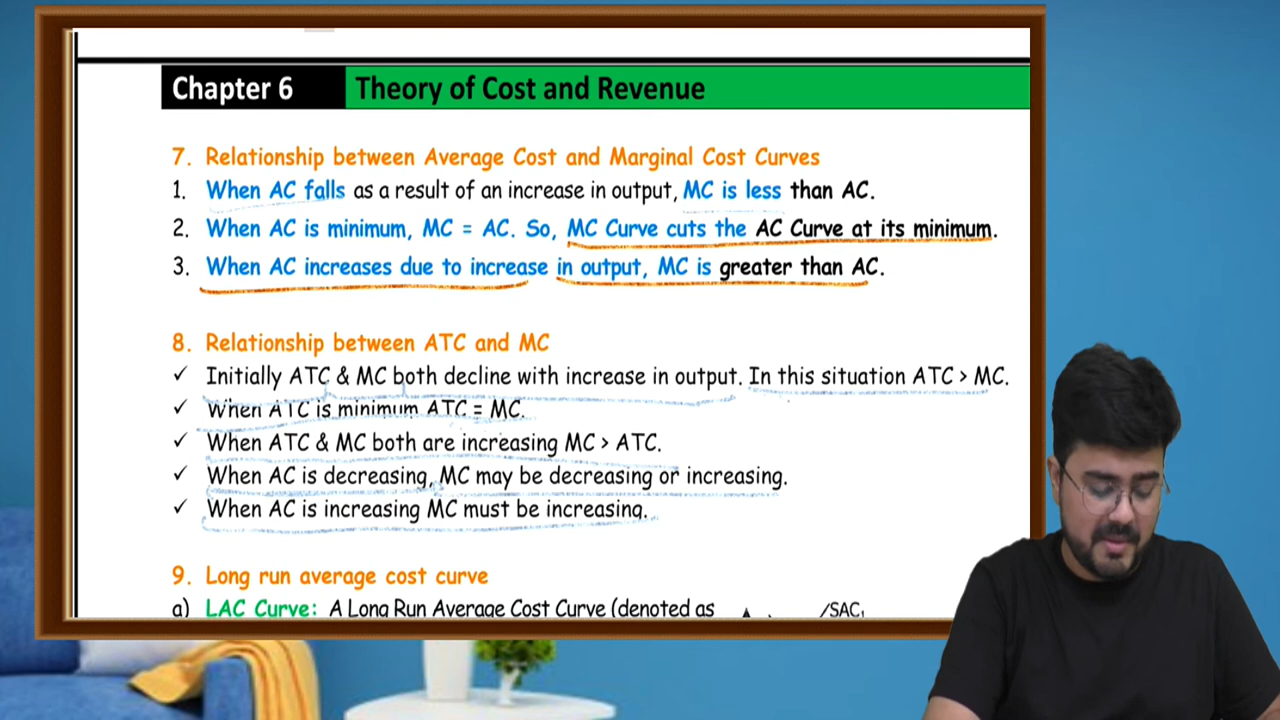 Chapter 6 Theory of Cost and Revenue
7. Relationship between Average Cost and Marginal Cost Curves
1. When AC falls as a result of an increase in output, MC is less than AC.
2. When AC is minimum, MC = AC. So, MC Curve cuts the AC Curve at its minimum.
3. When AC increases due to increase in output, MC is greater than AC.
8. Relationship between ATC and MC
✓ Initially ATC & MC both decline with increase in output. In this situation ATC > MC.
✓ When ATC is minimum ATC = MC.
✓ When ATC & MC both are increasing MC > ATC.
✓ When AC is decreasing, MC may be decreasing or increasing.
✓ When AC is increasing MC must be increasing.
9. Long run average cost curve
a) LAC Curve: A Long Run Average Cost Curve (denoted as
SAC₁